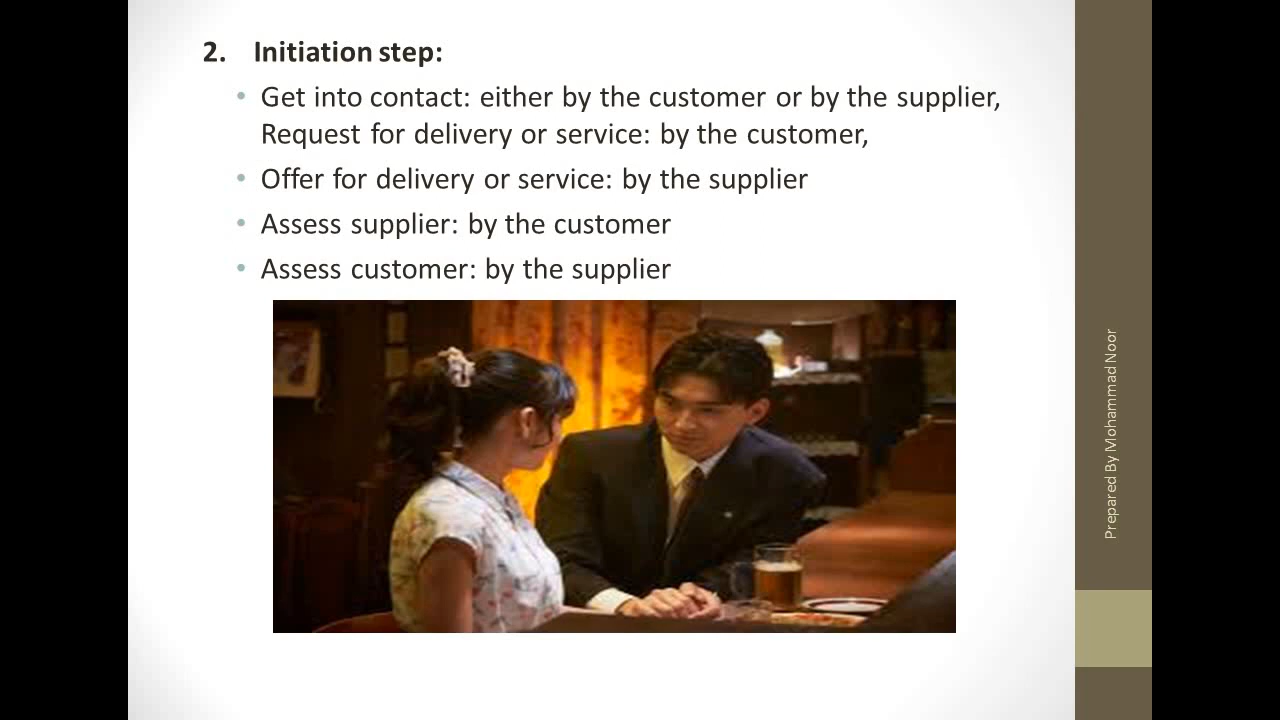 2. Initiation step:
• Get into contact: either by the customer or by the supplier,
Request for delivery or service: by the customer,
• Offer for delivery or service: by the supplier
• Assess supplier: by the customer
• Assess customer: by the supplier
Prepared By Mohammad Noor